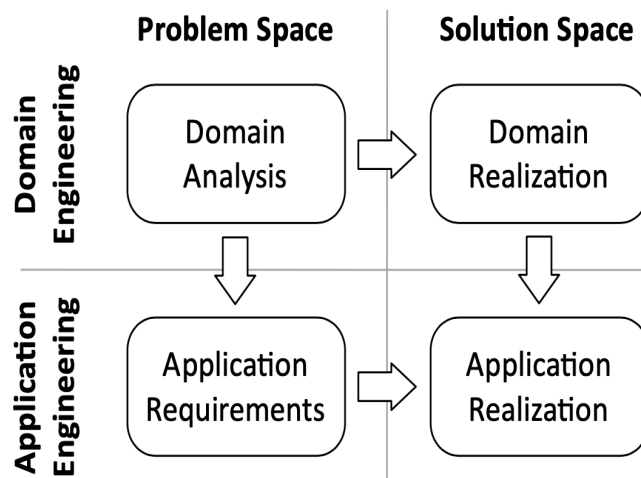 Problem Space
Solution Space
Domain
Engineering
Domain
Analysis
Domain
Realization
Application
Engineering
Application
Requirements
Application
Realization